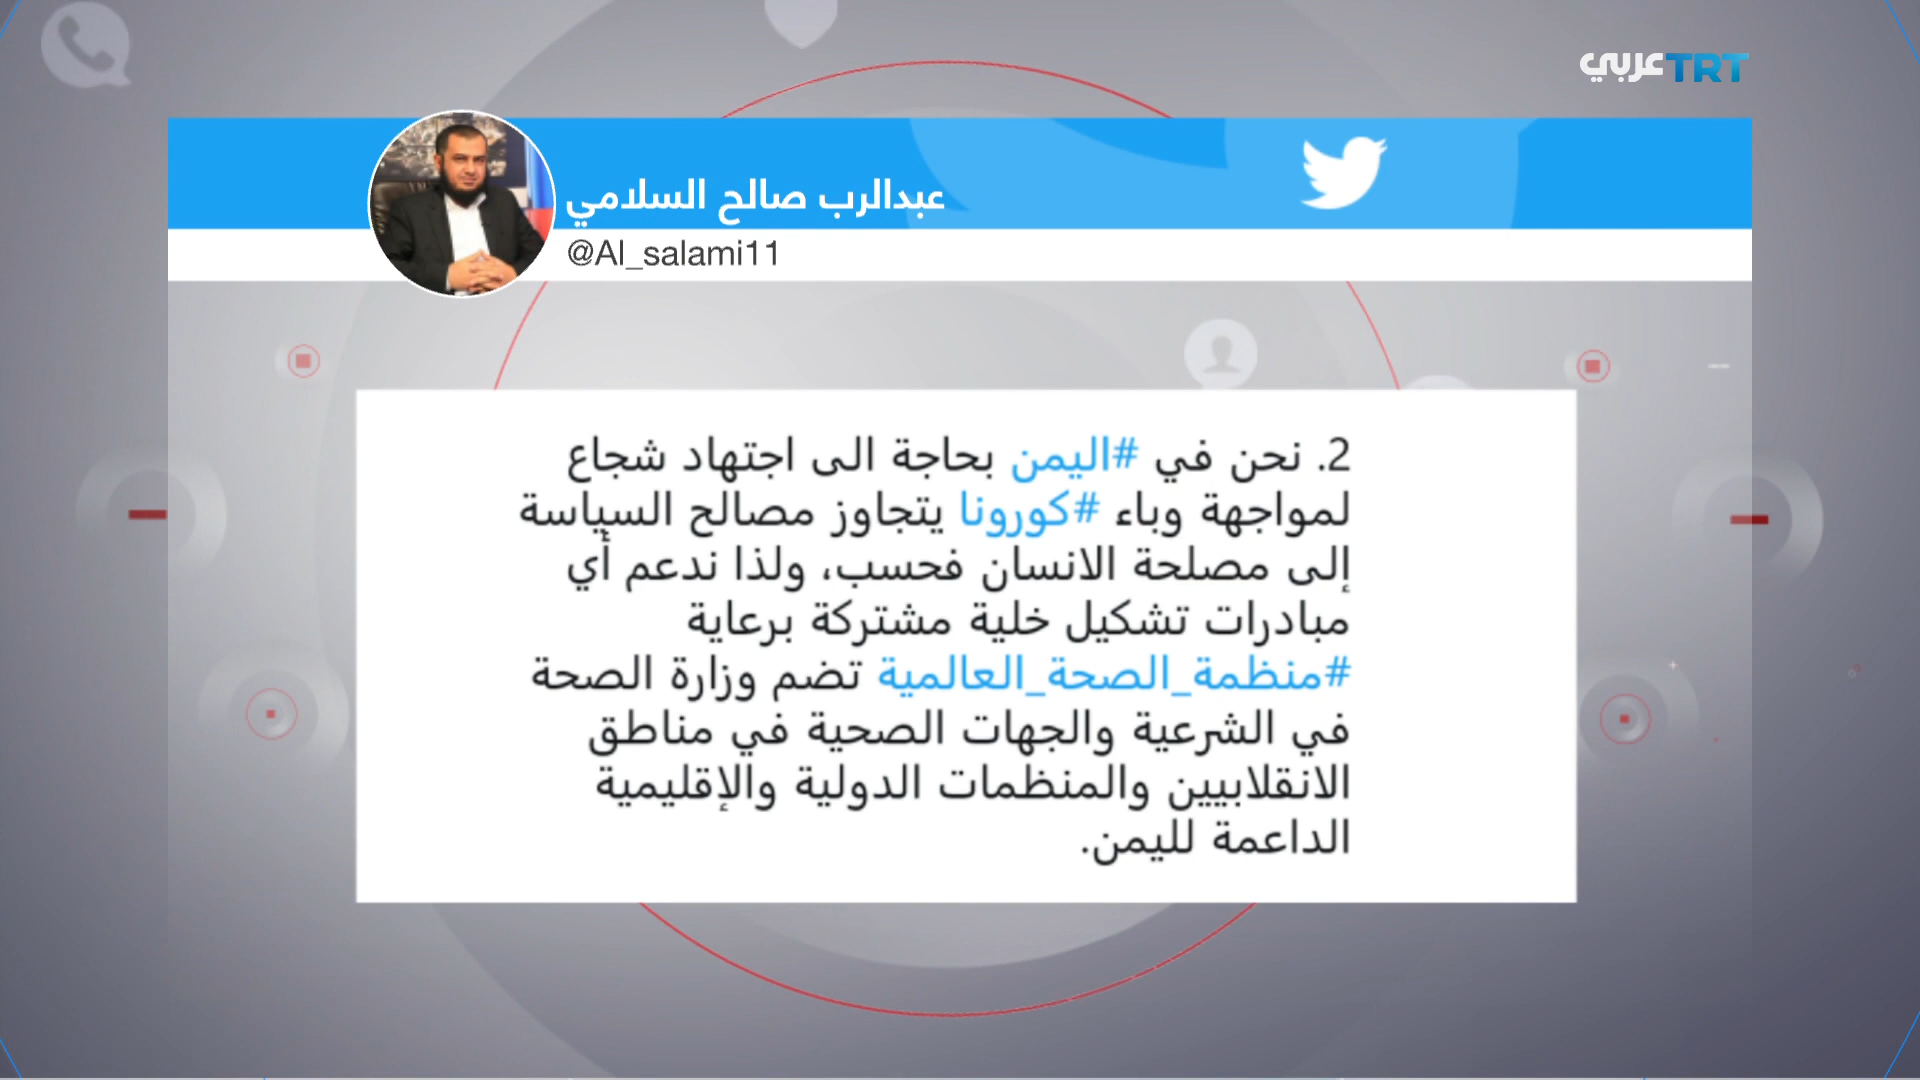 TRT عربي
عبدالرب صالح السلامي
@Al_salami11
2. نحن في #اليمن بحاجة الى اجتهاد شجاع
لمواجهة وباء #كورونا يتجاوز مصالح السياسة
إلى مصلحة الانسان فحسب، ولذا ندعم أي
مبادرات تشكيل خلية مشتركة برعاية
#منظمة_الصحة_العالمية تضم وزارة الصحة
في الشرعية والجهات الصحية في مناطق
الانقلابيين والمنظمات الدولية والإقليمية
الداعمة لليمن.